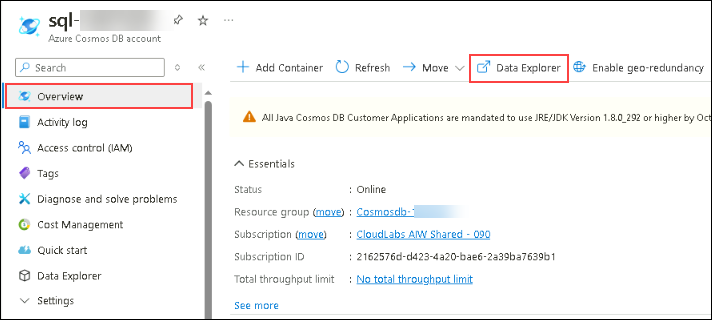 sql-
Azure Cosmos DB account
Search
Overview
Activity log
Access control (IAM)
Tags
Diagnose and solve problems
Cost Management
Quick start
Data Explorer
Settings
Add Container Refresh Move Data Explorer Enable geo-redundancy
All Java Cosmos DB Customer Applications are mandated to use JRE/JDK Version 1.8.0_292 or higher by Oct
Essentials
Status : Online
Resource group (move) : Cosmosdb-
Subscription (move) : CloudLabs AIW Shared - 090
Subscription ID : 2162576d-d423-4a20-bae6-2a39ba7639b1
Total throughput limit : No total throughput limit
See more